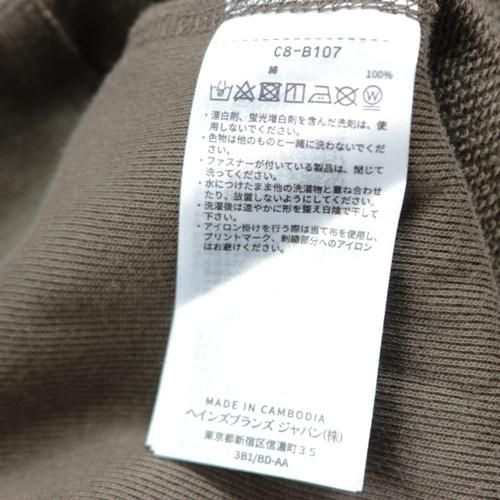 C8-B107
綿 100%
・漂白剤、蛍光増白剤を含んだ洗剤は、使
用しないでください。
・色物は他のものと一緒に洗わないでくだ
さい。
・ファスナーが付いている製品は、閉じて
洗ってください。
・水につけたまま他の洗濯物と重ね合わせ
たり、放置しないようにしてください。
・洗濯後は速やかに形を整え日陰で干して
下さい。
・アイロン掛けを行う際は当て布を使用し、
プリントマーク、刺繍部分へのアイロン
はお避けください。
MADE IN CAMBODIA
ヘインズブランズ ジャパン(株)
東京都新宿区信濃町35
3B1/BD-AA